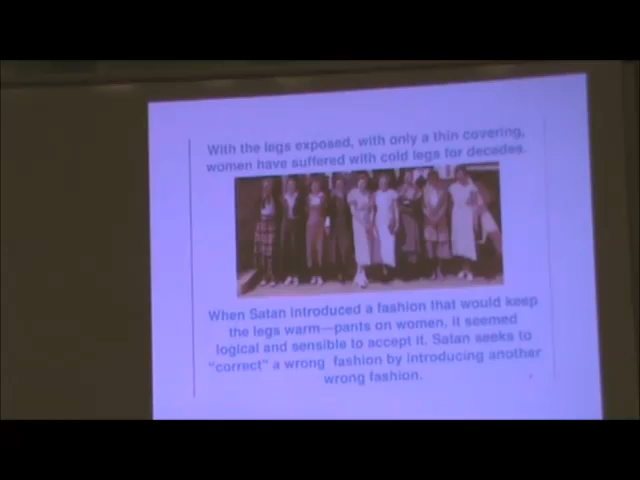 With the legs exposed, with only a thin covering,
women have suffered with cold legs for decades.
When Satan introduced a fashion that would keep
the legs warm—pants on women, it seemed
logical and sensible to accept it. Satan seeks to
"correct" a wrong fashion by introducing another
wrong fashion.